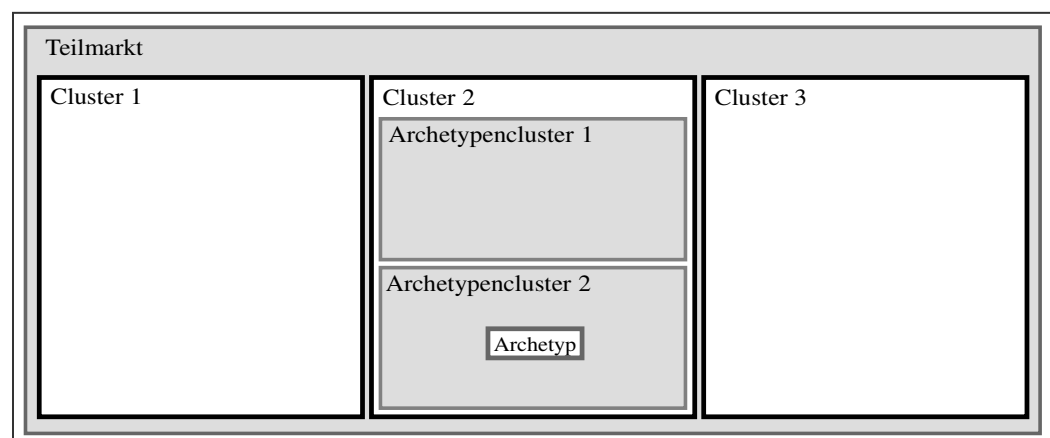 Teilmarkt
Cluster 1
Cluster 2
Archetypencluster 1
Archetypencluster 2
Archetyp
Cluster 3